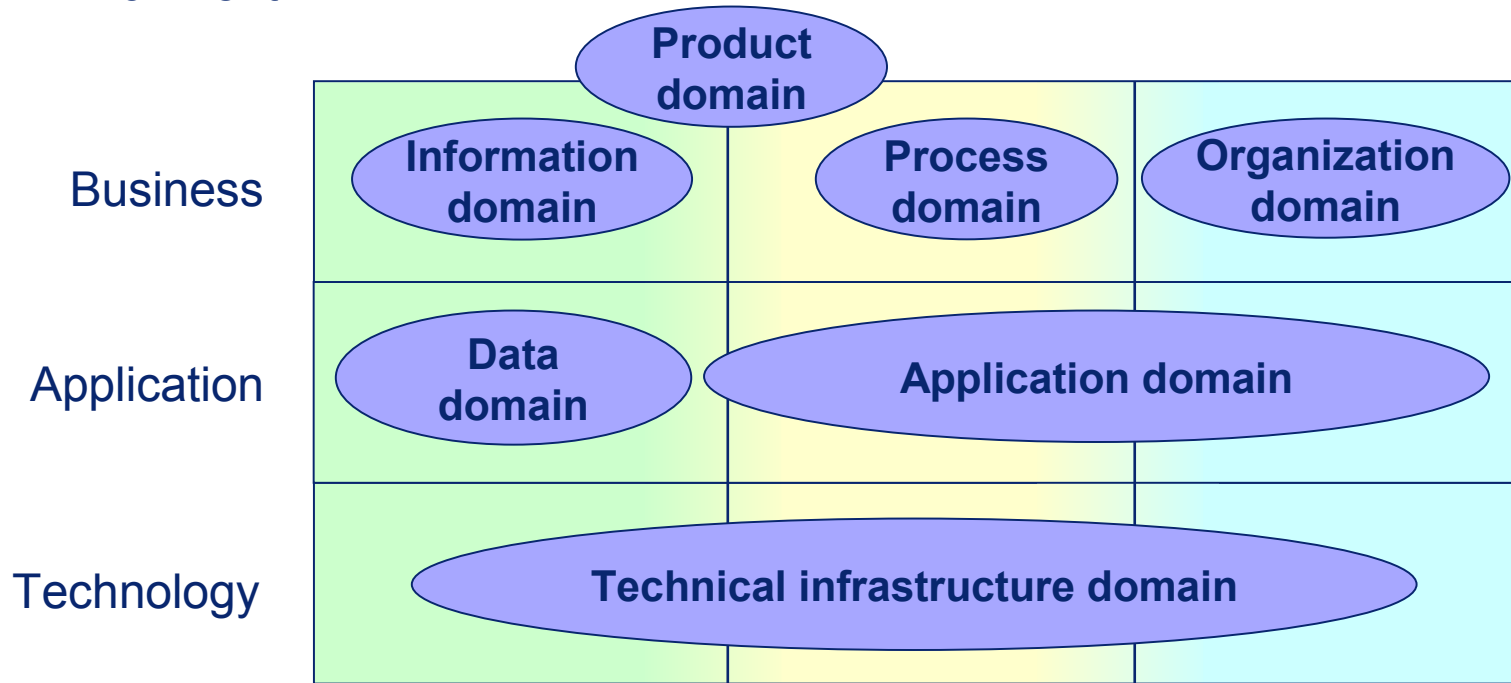 Product
domain
Business
Information
domain
Process
domain
Organization
domain
Application
Data
domain
Application domain
Technology
Technical infrastructure domain